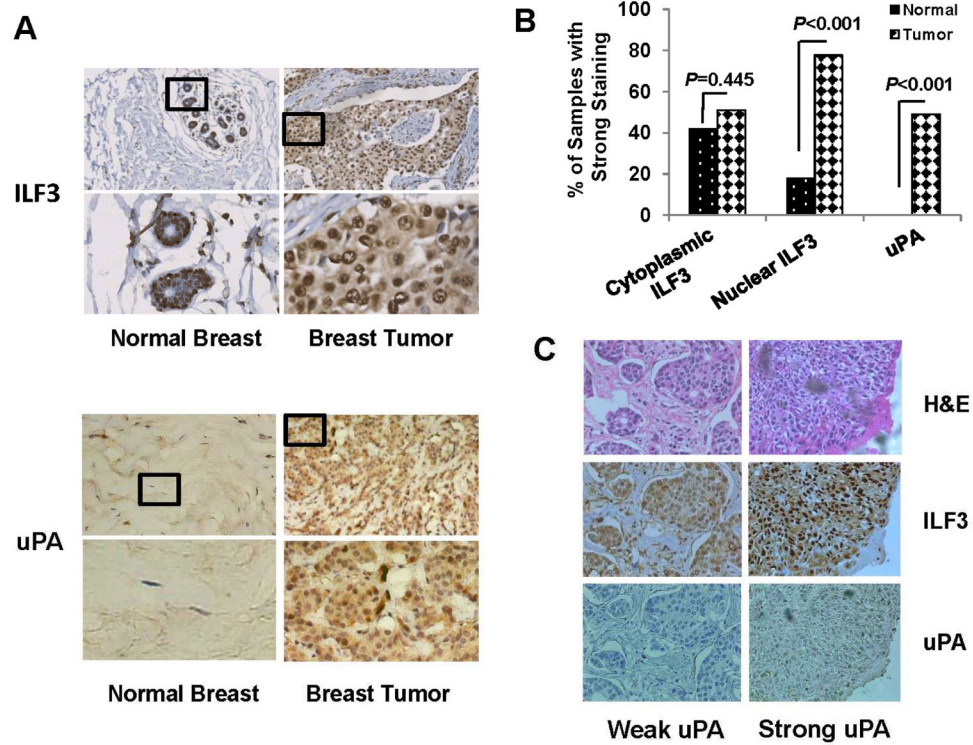 A
ILF3
Normal Breast
Breast Tumor
uPA
Normal Breast
Breast Tumor
B
% of Samples with
Strong Staining
100
80
60
40
20
0
P=0.445
P<0.001
P<0.001
Normal
Tumor
Cytoplasmic
ILF3
Nuclear ILF3
uPA
C
H&E
ILF3
uPA
Weak uPA
Strong uPA